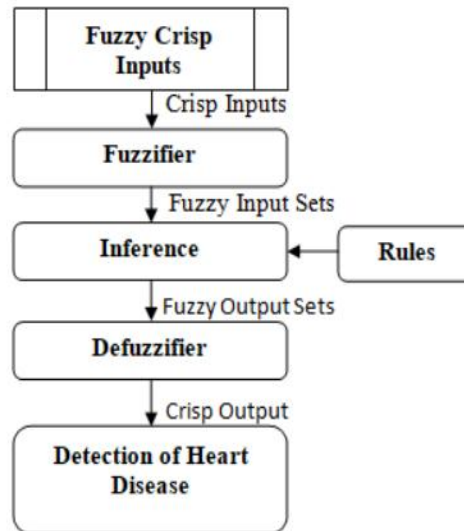 Fuzzy Crisp
Inputs
Crisp Inputs
Fuzzifier
Fuzzy Input Sets
Inference
Rules
Fuzzy Output Sets
Defuzzifier
Crisp Output
Detection of Heart
Disease